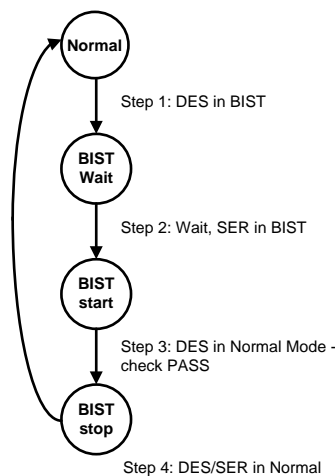 Normal
Step 1: DES in BIST
BIST
Wait
Step 2: Wait, SER in BIST
BIST
start
Step 3: DES in Normal Mode -
check PASS
BIST
stop
Step 4: DES/SER in Normal